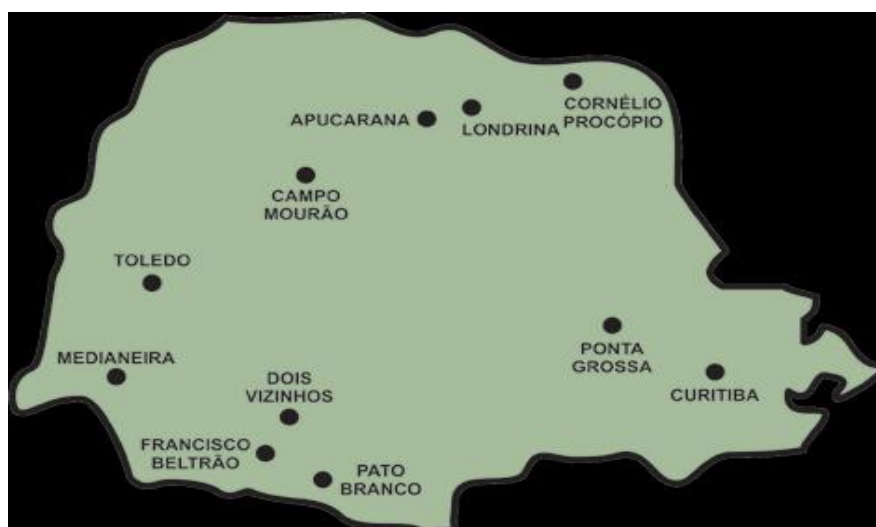 CORNÉLIO
PROCÓPIO
APUCARANA
LONDRINA
CAMPO
MOURÃO
TOLEDO
MEDIANEIRA
PONTA
GROSSA
DOIS
VIZINHOS
CURITIBA
FRANCISCO
BELTRÃO
PATO
BRANCO